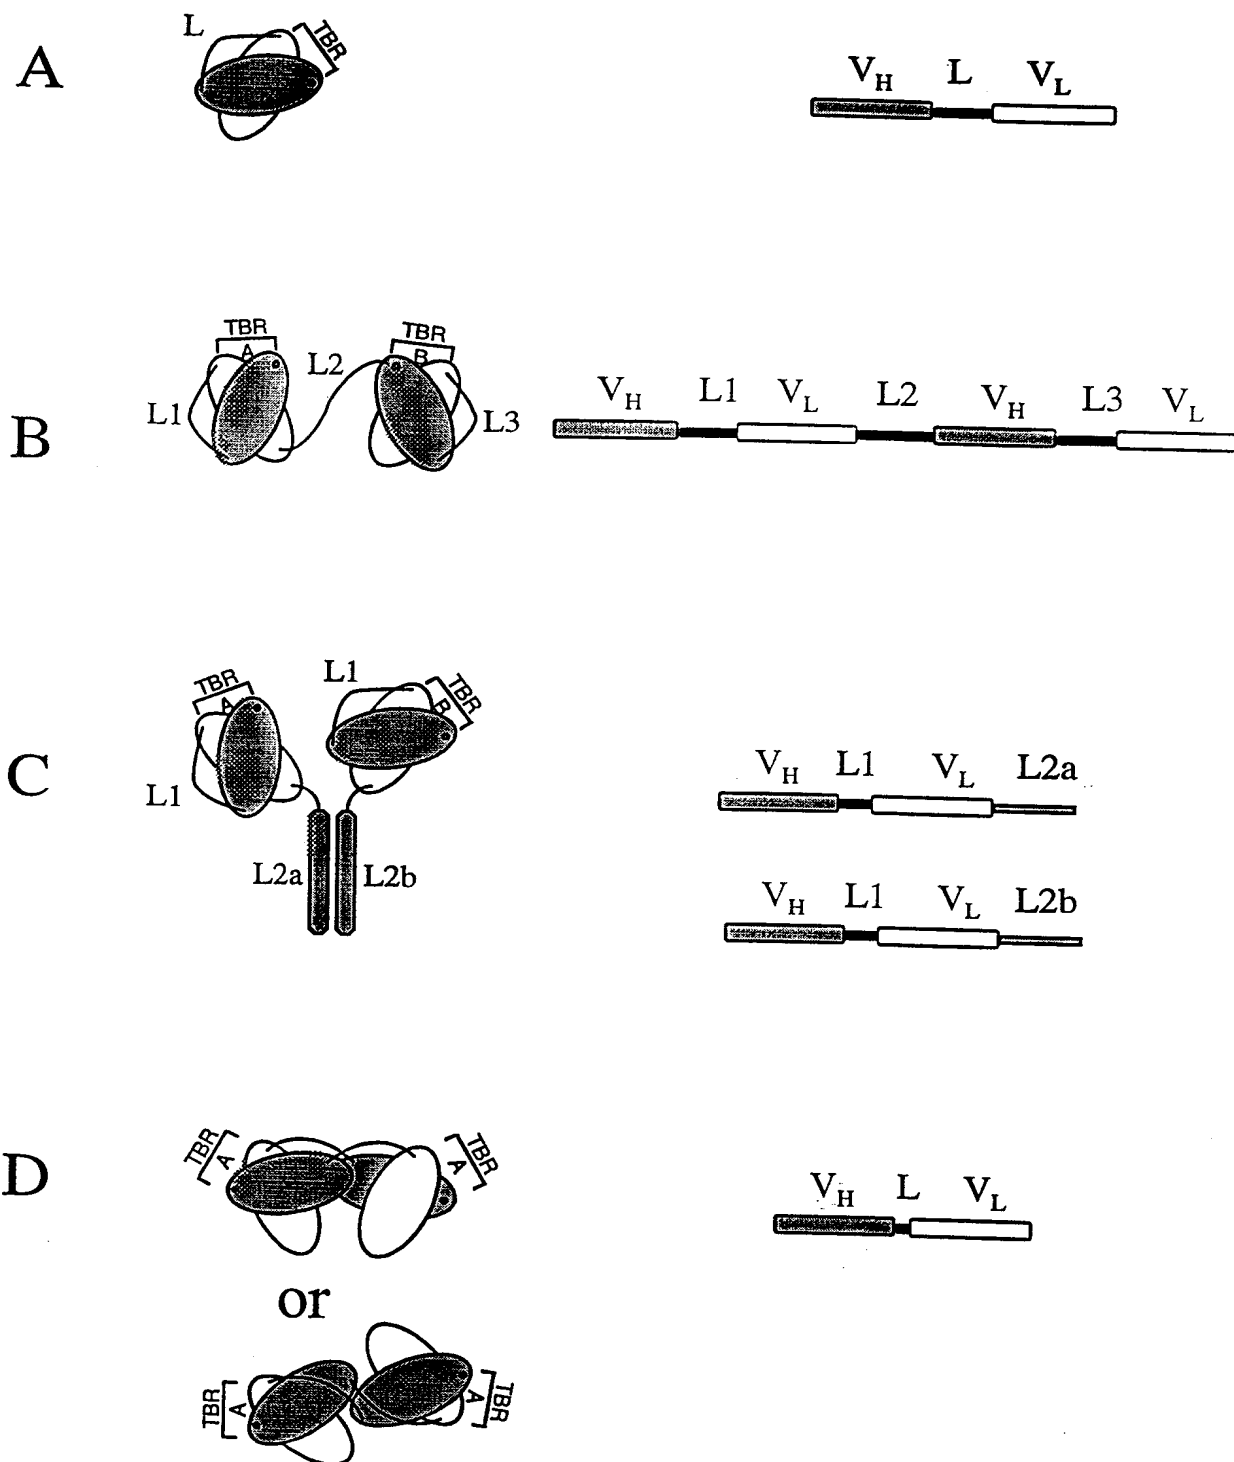 A
L
TBR
V_H L V_L
B
TBR
A
L1
L2
TBR
B
L3
V_H L1 V_L L2 V_H L3 V_L
C
TBR
A
L1
L1
TBR
B
L2a
L2b
V_H L1 V_L L2a
V_H L1 V_L L2b
D
TBR
A
TBR
A
V_H L V_L
or
TBR
A
TBR
A